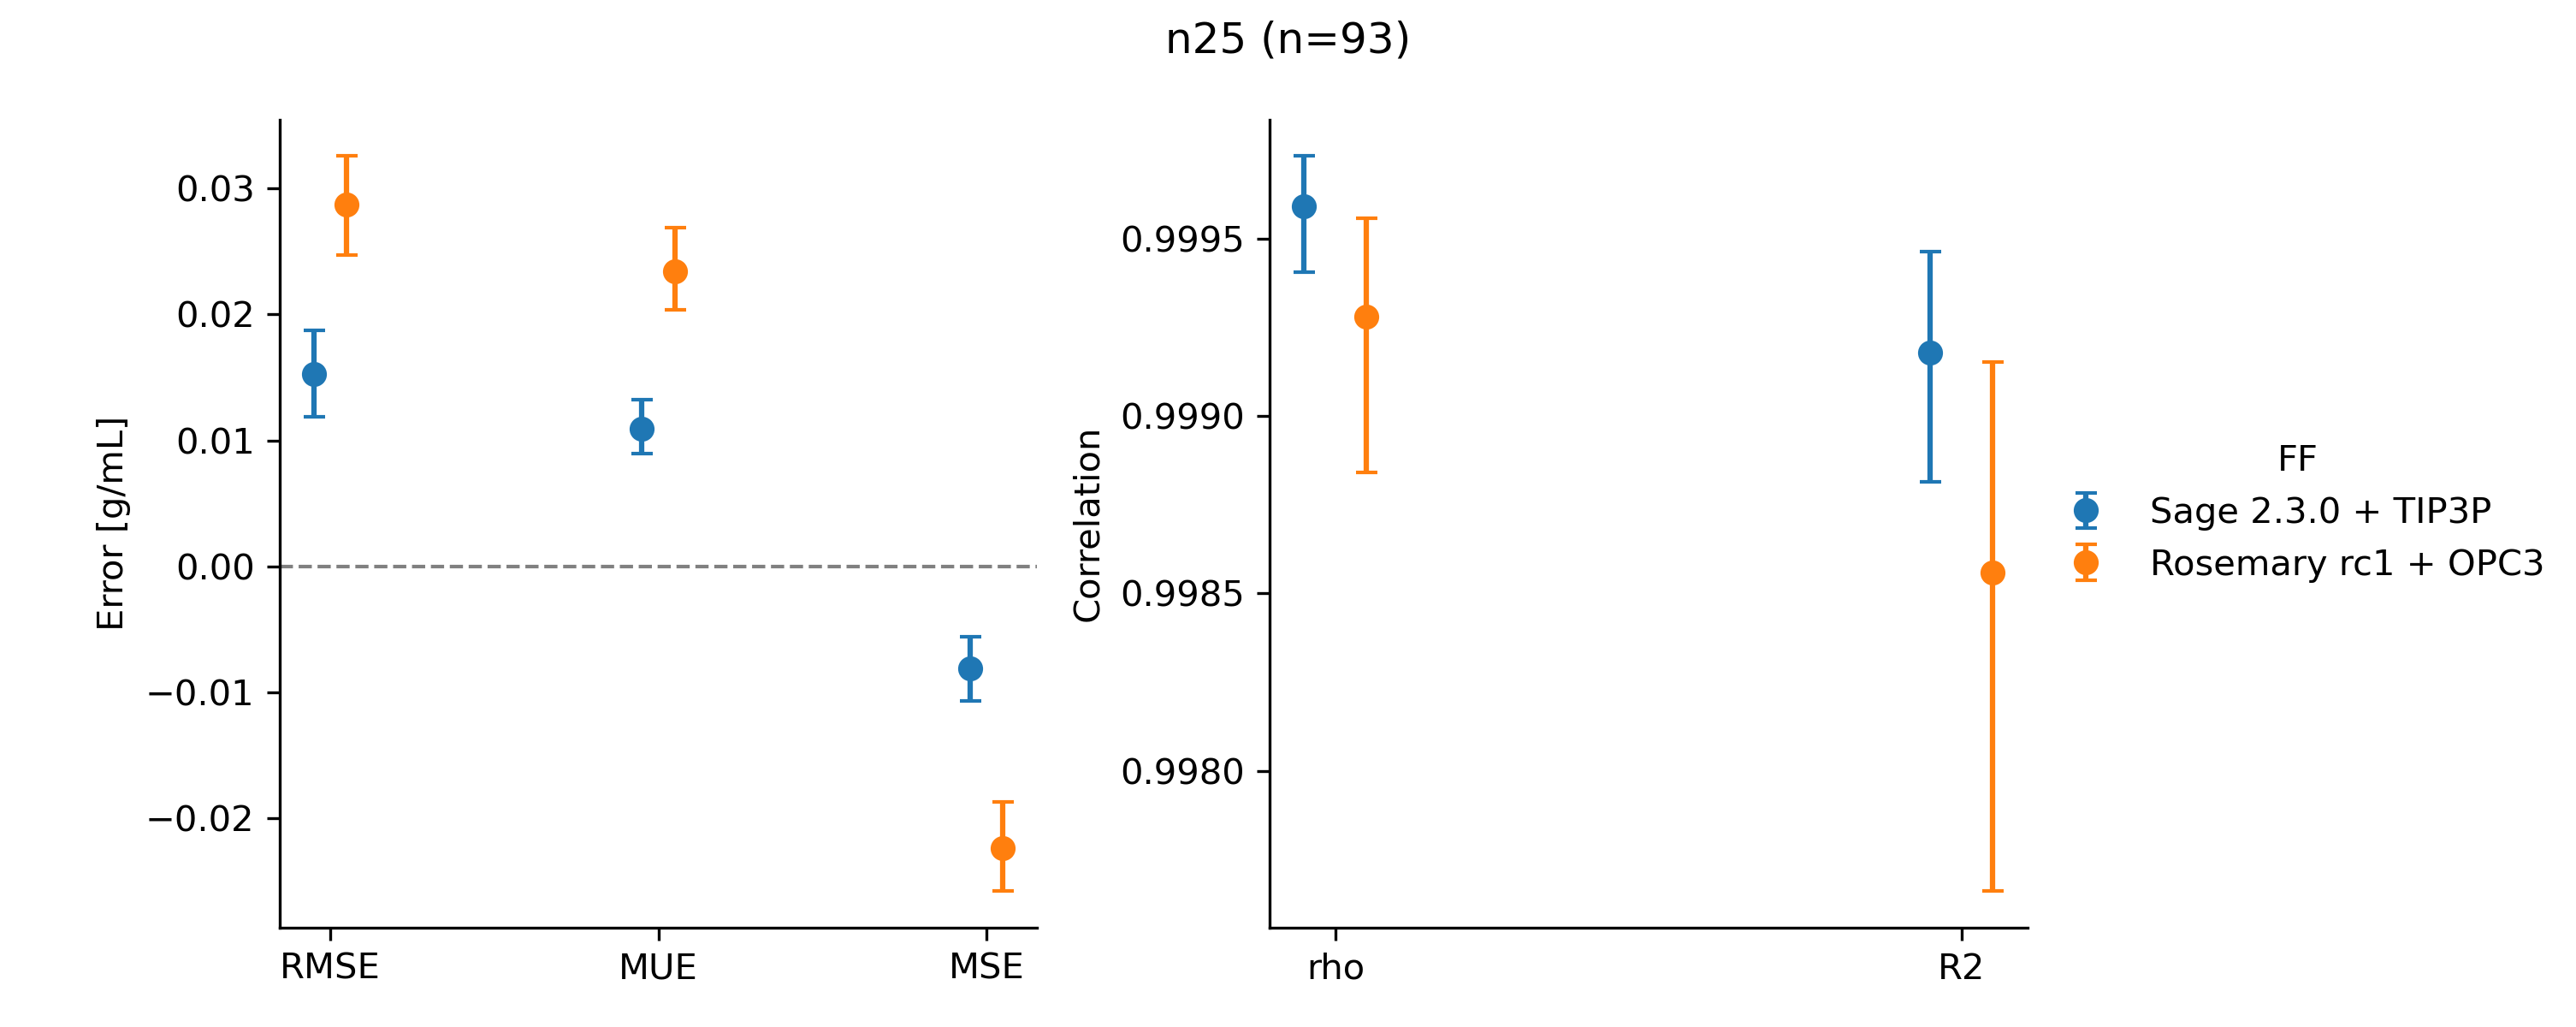 n25 (n=93)
Error [g/mL]
0.03
0.02
0.01
0.00
−0.01
−0.02
RMSE
MUE
MSE
Correlation
0.9995
0.9990
0.9985
0.9980
rho
R2
FF
Sage 2.3.0 + TIP3P
Rosemary rc1 + OPC3